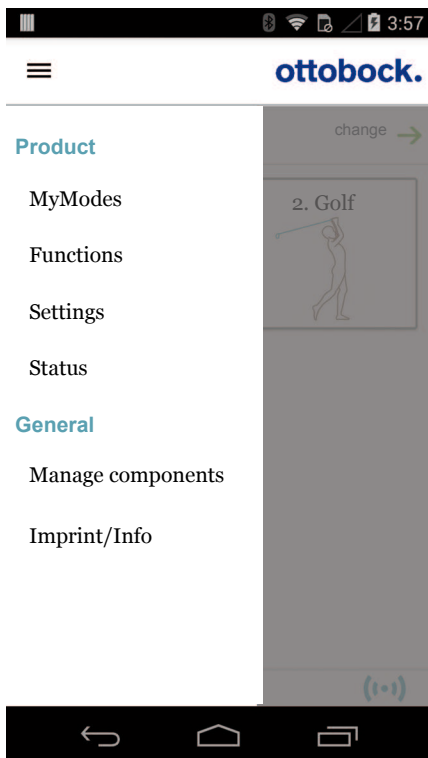 3:57
ottobock.
change
Product
MyModes
2. Golf
Functions
Settings
Status
General
Manage components
Imprint/Info